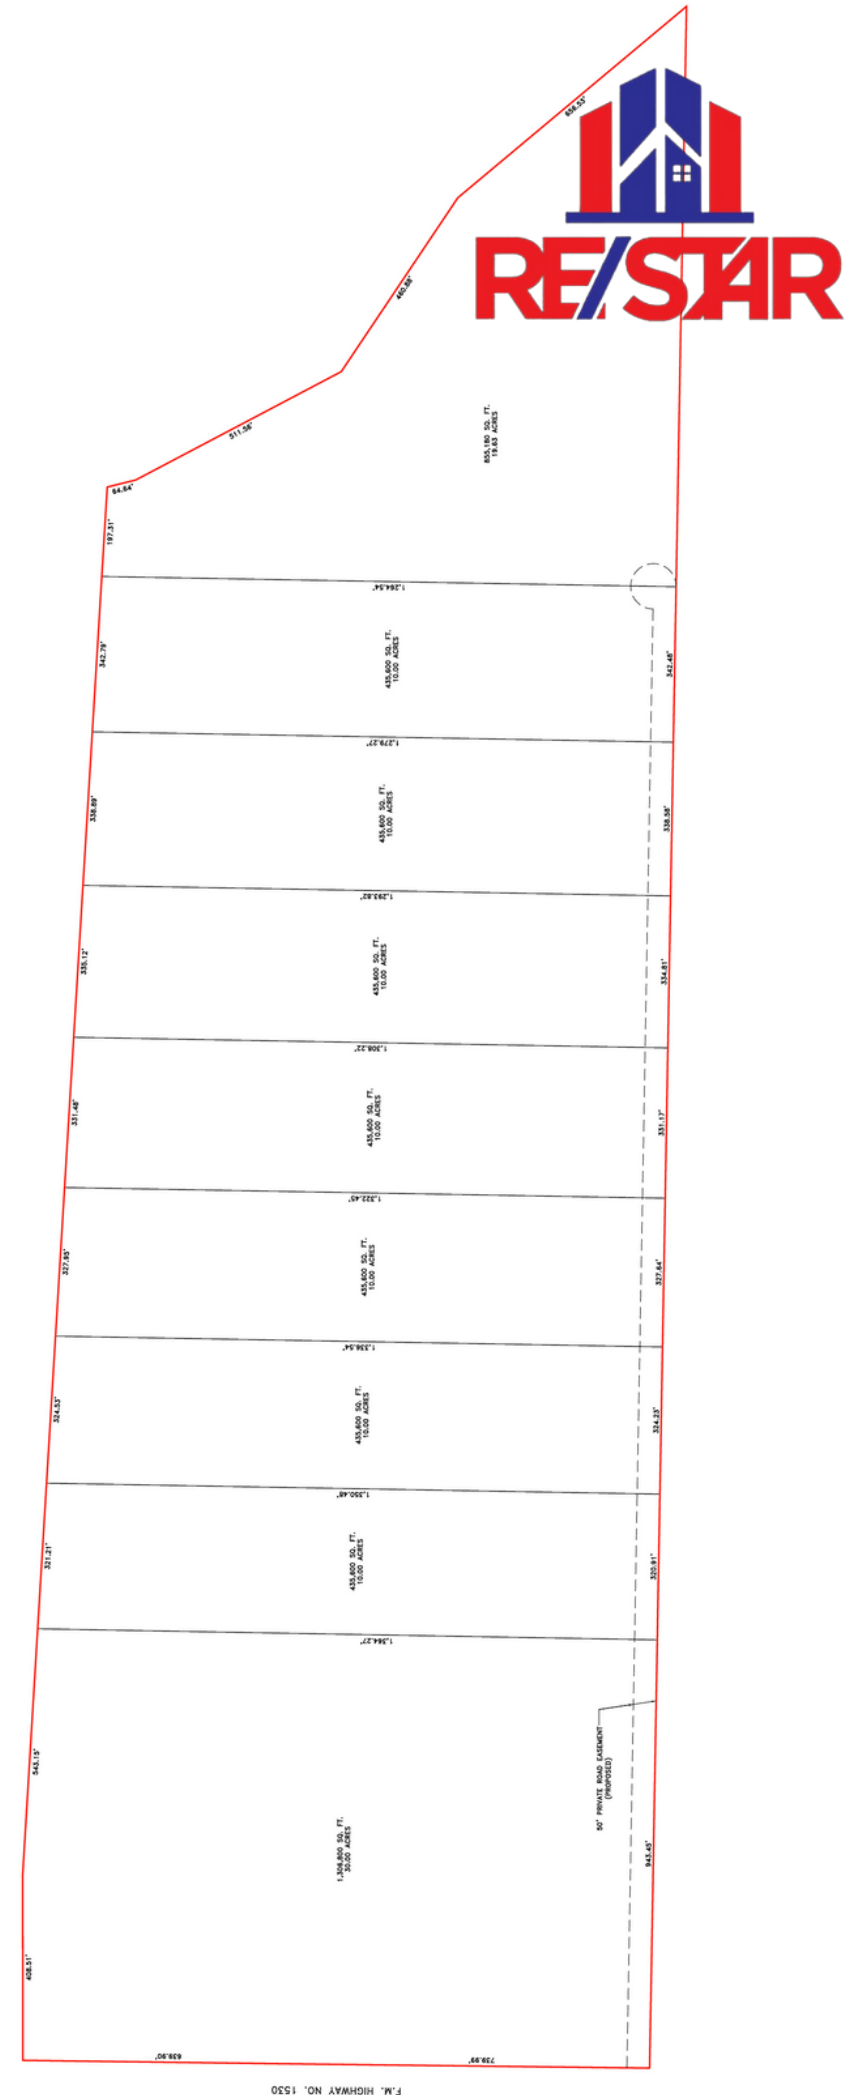 658.53'
RE/STAR
460.88'
855,180 SQ. FT.
19.63 ACRES
511.56'
64.64'
197.31'
1,264.54'
342.79'
435,600 SQ. FT.
10.00 ACRES
342.48'
1,279.27'
338.89'
435,600 SQ. FT.
10.00 ACRES
338.58'
1,293.82'
335.12'
435,600 SQ. FT.
10.00 ACRES
334.81'
1,308.22'
331.48'
435,600 SQ. FT.
10.00 ACRES
331.17'
1,322.45'
327.95'
435,600 SQ. FT.
10.00 ACRES
327.64'
1,336.54'
324.53'
435,600 SQ. FT.
10.00 ACRES
324.23'
1,350.48'
321.21'
435,600 SQ. FT.
10.00 ACRES
320.91'
1,364.27'
543.15'
50' PRIVATE ROAD EASEMENT
(PROPOSED)
1,306,800 SQ. FT.
30.00 ACRES
943.45'
408.51'
639.90'
739.99'
F.M. HIGHWAY NO. 1530